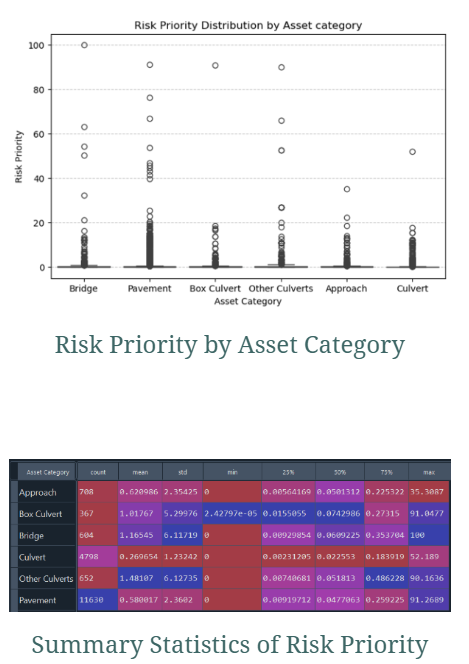 Risk Priority Distribution by Asset category
100
80
60
40
20
0
Risk Priority
Bridge Pavement Box Culvert Other Culverts Approach Culvert
Asset Category
Risk Priority by Asset Category
Asset Category count mean std min 25% 50% 75% max
Approach 708 0.620986 2.35425 0 0.00564169 0.0501312 0.225322 35.3087
Box Culvert 367 1.01767 5.29976 2.42797e-05 0.0155055 0.0742986 0.27315 91.0477
Bridge 604 1.16545 6.11719 0 0.00929854 0.0609225 0.353704 100
Culvert 4798 0.269654 1.23242 0 0.00231205 0.022553 0.183919 52.189
Other Culverts 652 1.48107 6.12735 0 0.00740681 0.051813 0.486228 90.1636
Pavement 11630 0.580017 2.3602 0 0.00919712 0.0477063 0.259225 91.2689
Summary Statistics of Risk Priority